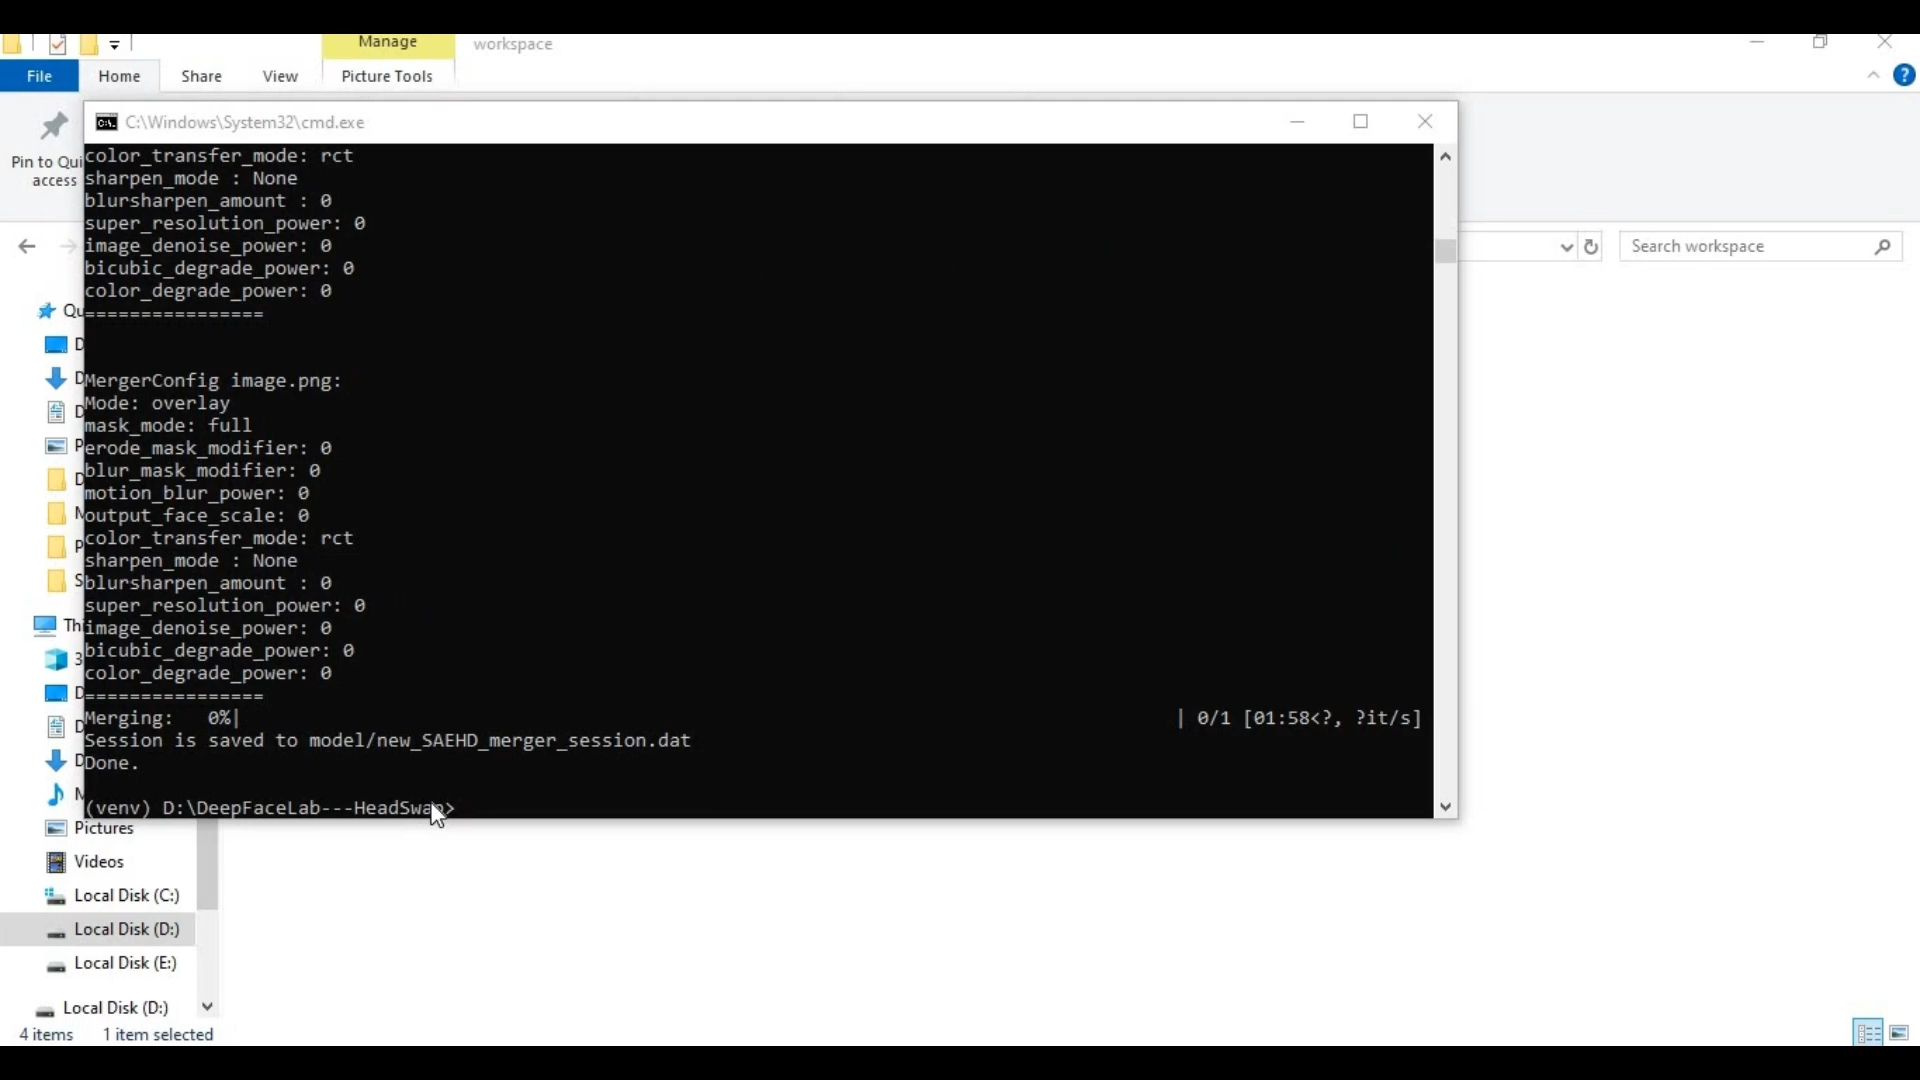 Manage
workspace
File
Home
Share
View
Picture Tools
C:\Windows\System32\cmd.exe
Pin to Qui
access
color_transfer_mode: rct
sharpen_mode : None
blursharpen_amount : 0
super_resolution_power: 0
image_denoise_power: 0
bicubic_degrade_power: 0
color_degrade_power: 0
================
Search workspace
Qu
D
D
D
P
D
M
P
S
Thi
3
D
D
D
M
MergerConfig image.png:
Mode: overlay
mask_mode: full
erode_mask_modifier: 0
blur_mask_modifier: 0
motion_blur_power: 0
output_face_scale: 0
color_transfer_mode: rct
sharpen_mode : None
blursharpen_amount : 0
super_resolution_power: 0
image_denoise_power: 0
bicubic_degrade_power: 0
color_degrade_power: 0
================
Merging:   0%|                | 0/1 [01:58<?, ?it/s]
Session is saved to model/new_SAEHD_merger_session.dat
Done.
(venv) D:\DeepFaceLab---HeadSwap>
Pictures
Videos
Local Disk (C:)
Local Disk (D:)
Local Disk (E:)
Local Disk (D:)
4 items
1 item selected